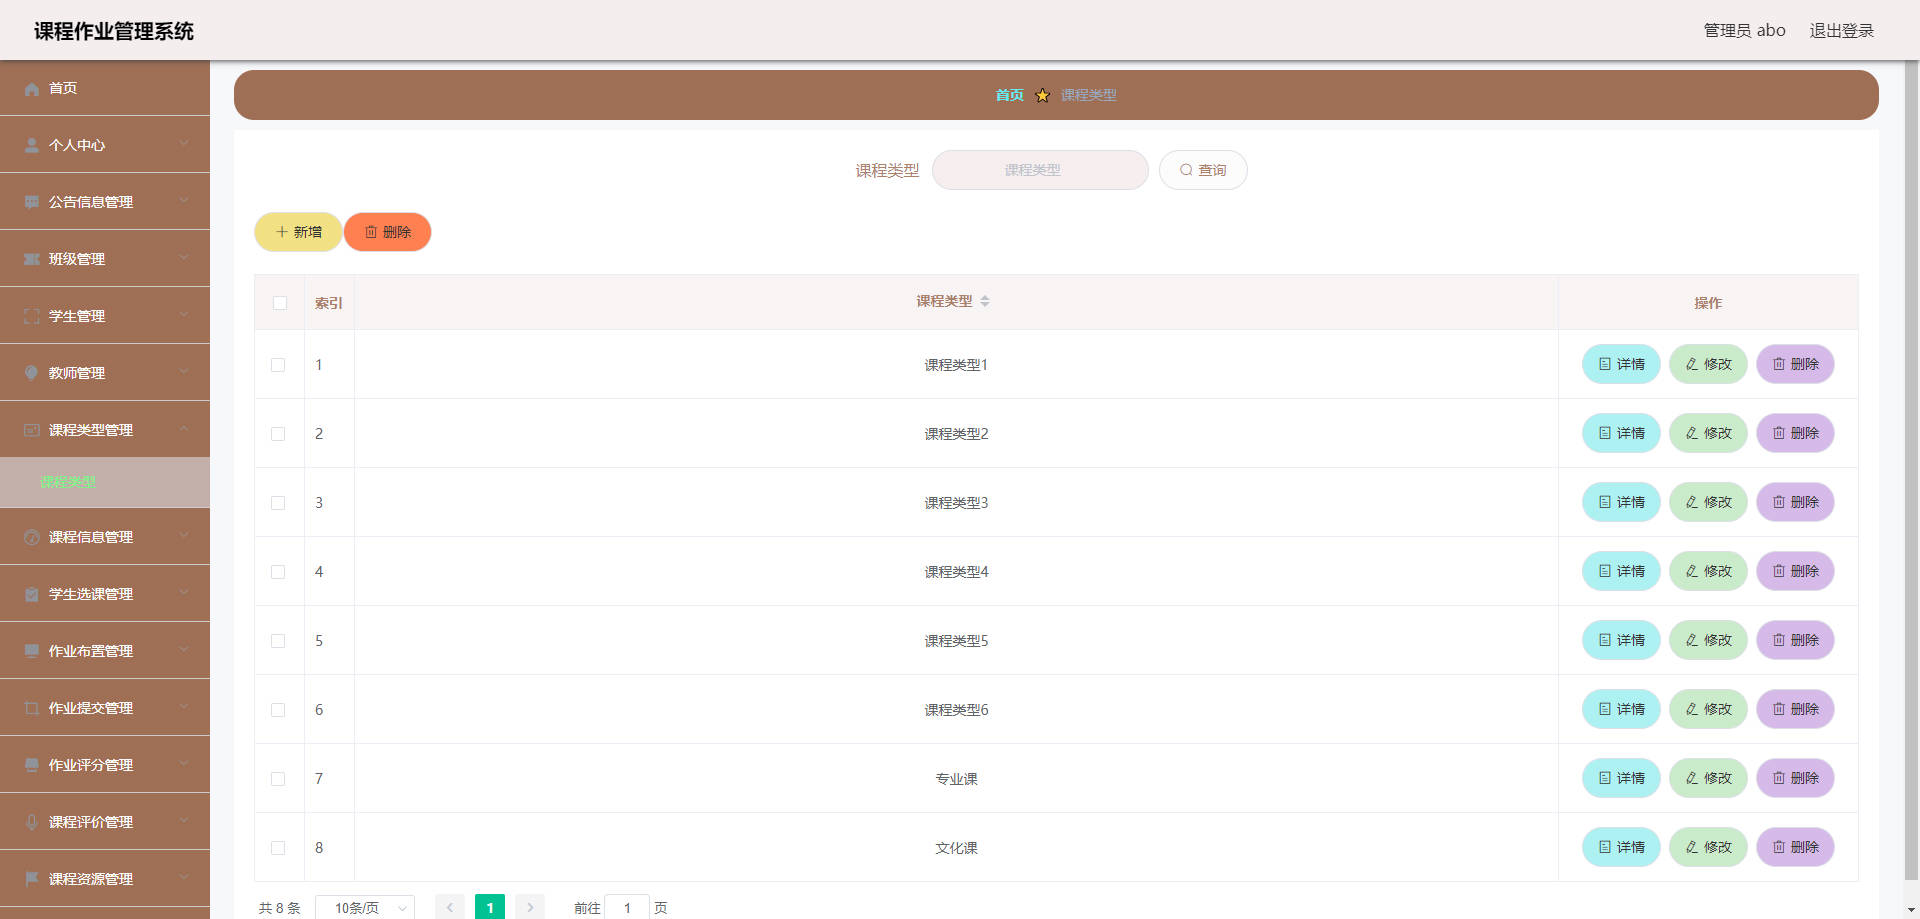 课程作业管理系统
管理员 abo 退出登录
首页
个人中心
公告信息管理
班级管理
学生管理
教师管理
课程类型管理
课程类型
课程信息管理
学生选课管理
作业布置管理
作业提交管理
作业评分管理
课程评价管理
课程资源管理
首页 课程类型
课程类型 课程类型 查询
新增 删除
索引 课程类型 操作
1 课程类型1 详情 修改 删除
2 课程类型2 详情 修改 删除
3 课程类型3 详情 修改 删除
4 课程类型4 详情 修改 删除
5 课程类型5 详情 修改 删除
6 课程类型6 详情 修改 删除
7 专业课 详情 修改 删除
8 文化课 详情 修改 删除
共 8 条 10条/页 1 前往 1 页